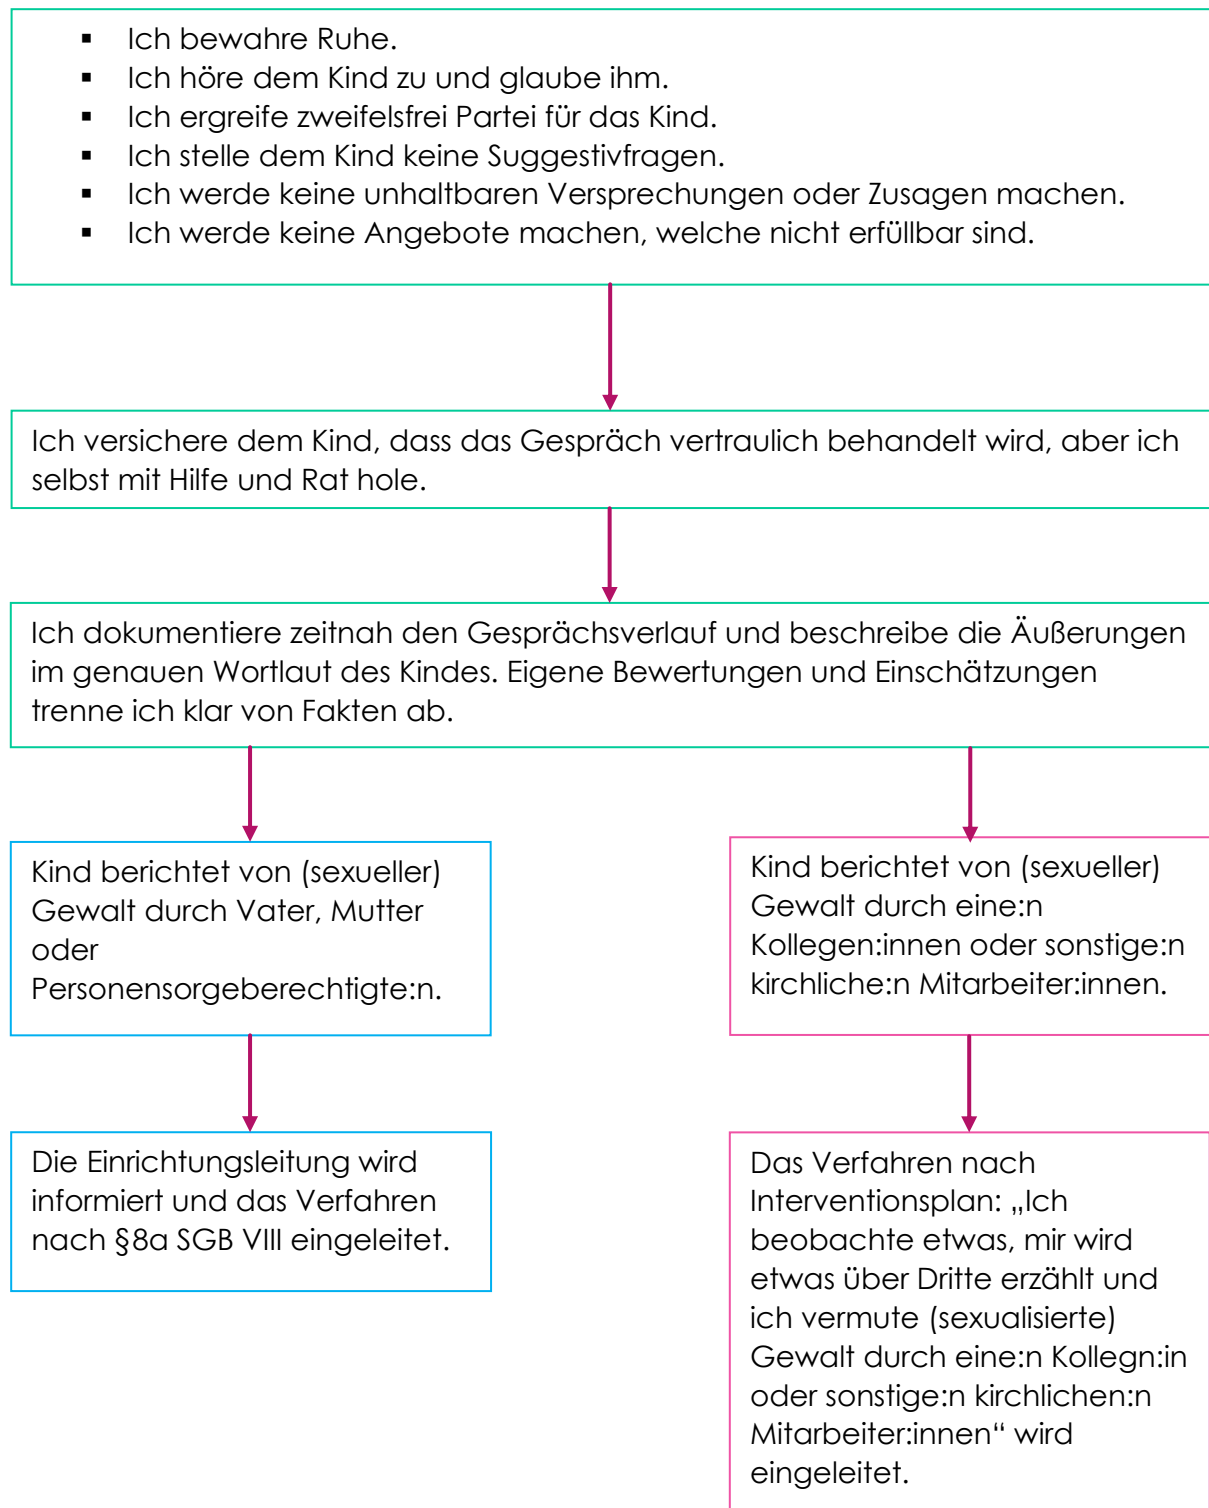 ▪ Ich bewahre Ruhe.
▪ Ich höre dem Kind zu und glaube ihm.
▪ Ich ergreife zweifelsfrei Partei für das Kind.
▪ Ich stelle dem Kind keine Suggestivfragen.
▪ Ich werde keine unhaltbaren Versprechungen oder Zusagen machen.
▪ Ich werde keine Angebote machen, welche nicht erfüllbar sind.
Ich versichere dem Kind, dass das Gespräch vertraulich behandelt wird, aber ich
selbst mit Hilfe und Rat hole.
Ich dokumentiere zeitnah den Gesprächsverlauf und beschreibe die Äußerungen
im genauen Wortlaut des Kindes. Eigene Bewertungen und Einschätzungen
trenne ich klar von Fakten ab.
Kind berichtet von (sexueller)
Gewalt durch Vater, Mutter
oder
Personensorgeberechtigte:n.
Die Einrichtungsleitung wird
informiert und das Verfahren
nach §8a SGB VIII eingeleitet.
Kind berichtet von (sexueller)
Gewalt durch eine:n
Kollegen:innen oder sonstige:n
kirchliche:n Mitarbeiter:innen.
Das Verfahren nach
Interventionsplan: „Ich
beobachte etwas, mir wird
etwas über Dritte erzählt und
ich vermute (sexualisierte)
Gewalt durch eine:n Kollegn:in
oder sonstige:n kirchlichen:n
Mitarbeiter:innen“ wird
eingeleitet.